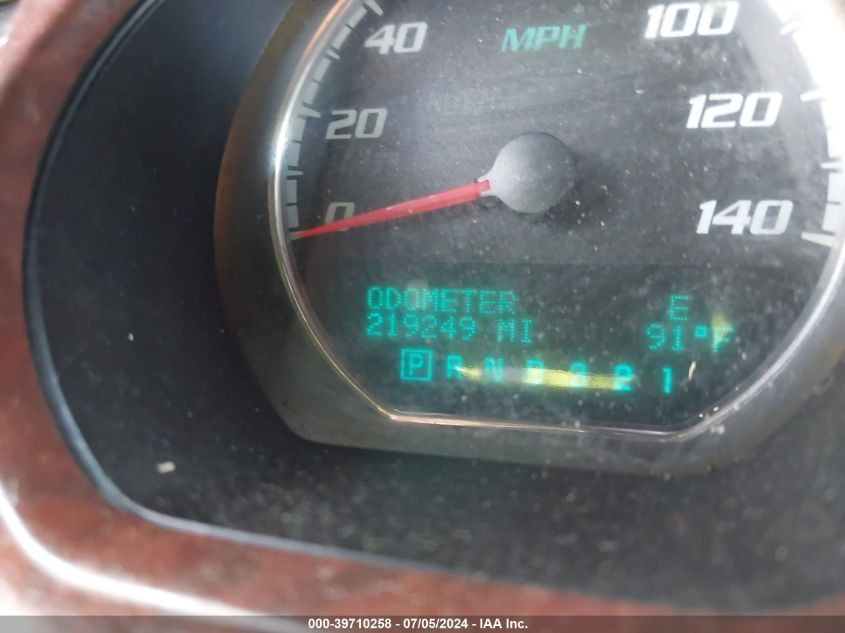 40 MPH 100
20 120
0 140
ODOMETER E
219249 MI 91°F
P R N D 3 2 1
000-39710258 - 07/05/2024 - IAA Inc.